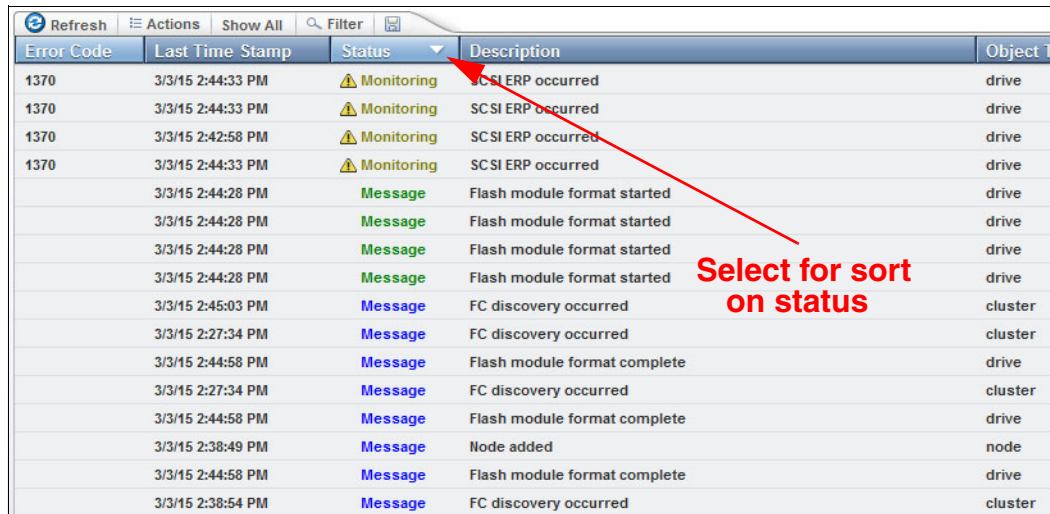 Refresh Actions Show All Filter
Error Code Last Time Stamp Status Description Object T
1370 3/3/15 2:44:33 PM Monitoring SCSI ERP occurred drive
1370 3/3/15 2:44:33 PM Monitoring SCSI ERP occurred drive
1370 3/3/15 2:42:58 PM Monitoring SCSI ERP occurred drive
1370 3/3/15 2:44:33 PM Monitoring SCSI ERP occurred drive
3/3/15 2:44:28 PM Message Flash module format started drive
3/3/15 2:44:28 PM Message Flash module format started drive
3/3/15 2:44:28 PM Message Flash module format started drive
3/3/15 2:44:28 PM Message Flash module format started drive
Select for sort
on status
3/3/15 2:45:03 PM Message FC discovery occurred cluster
3/3/15 2:27:34 PM Message FC discovery occurred cluster
3/3/15 2:44:58 PM Message Flash module format complete drive
3/3/15 2:27:34 PM Message FC discovery occurred cluster
3/3/15 2:44:58 PM Message Flash module format complete drive
3/3/15 2:38:49 PM Message Node added node
3/3/15 2:44:58 PM Message Flash module format complete drive
3/3/15 2:38:54 PM Message FC discovery occurred cluster